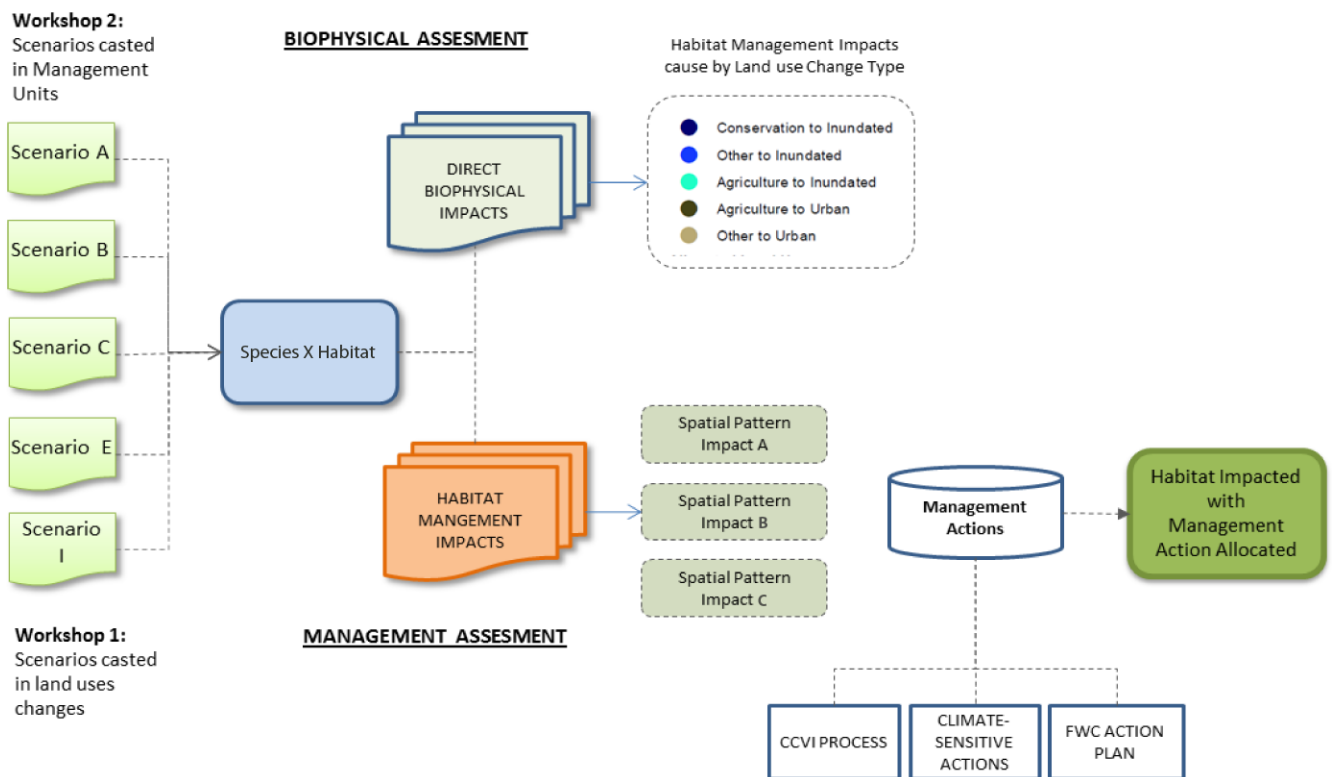 Workshop 2:
Scenarios casted
in Management
Units
Scenario A
Scenario B
Scenario C
Scenario E
Scenario
I
Workshop 1:
Scenarios casted
in land uses
changes
BIOPHYSICAL ASSESMENT
Species X Habitat
DIRECT
BIOPHYSICAL
IMPACTS
Habitat Management Impacts
cause by Land use Change Type
Conservation to Inundated
Other to Inundated
Agriculture to Inundated
Agriculture to Urban
Other to Urban
HABITAT
MANGEMENT
IMPACTS
MANAGEMENT ASSESMENT
Spatial Pattern
Impact A
Spatial Pattern
Impact B
Spatial Pattern
Impact C
Management
Actions
Habitat Impacted
with
Management
Action Allocated
CCVI PROCESS
CLIMATE-
SENSITIVE
ACTIONS
FWC ACTION
PLAN